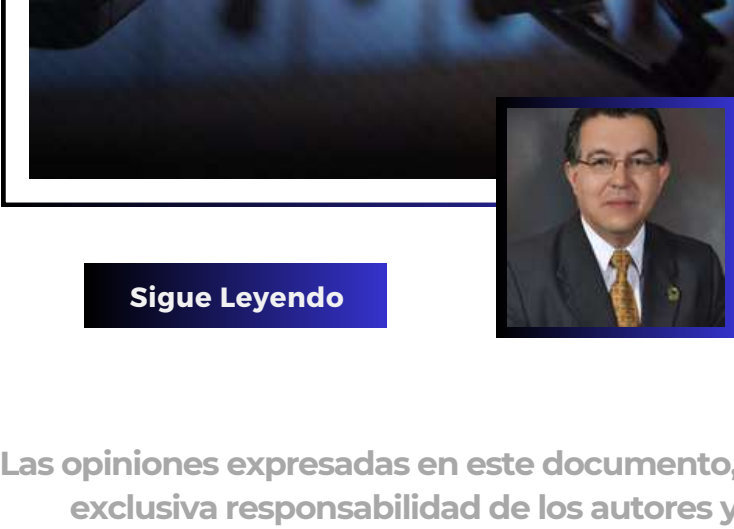 Sigue Leyendo
Las opiniones expresadas en este documento,
exclusiva responsabilidad de los autores y